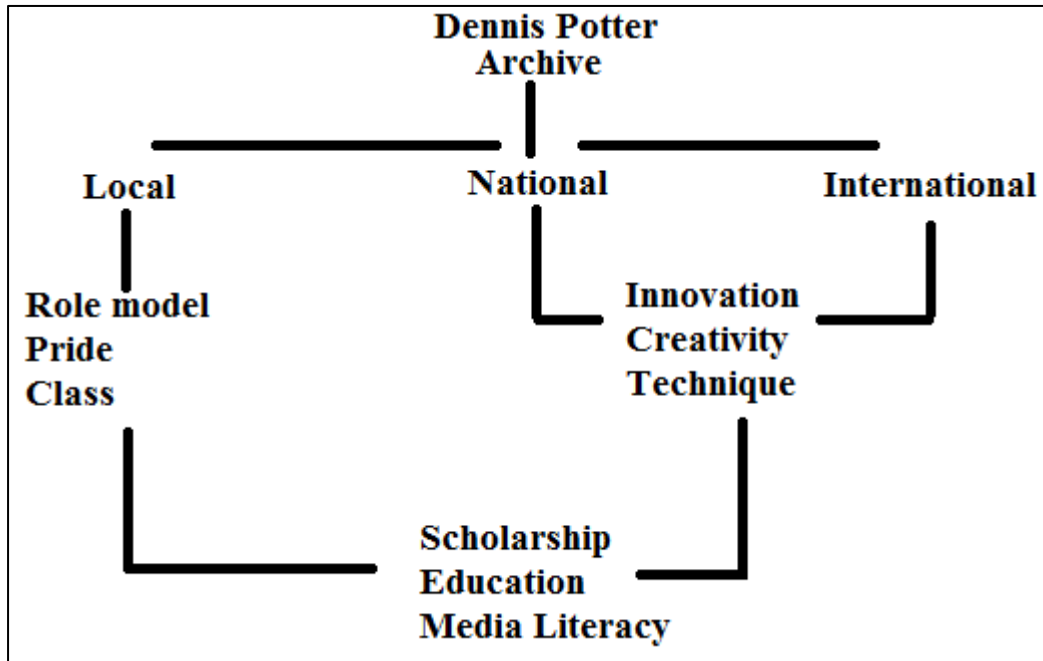 Dennis Potter
Archive
Local
National
International
Role model
Pride
Class
Innovation
Creativity
Technique
Scholarship
Education
Media Literacy